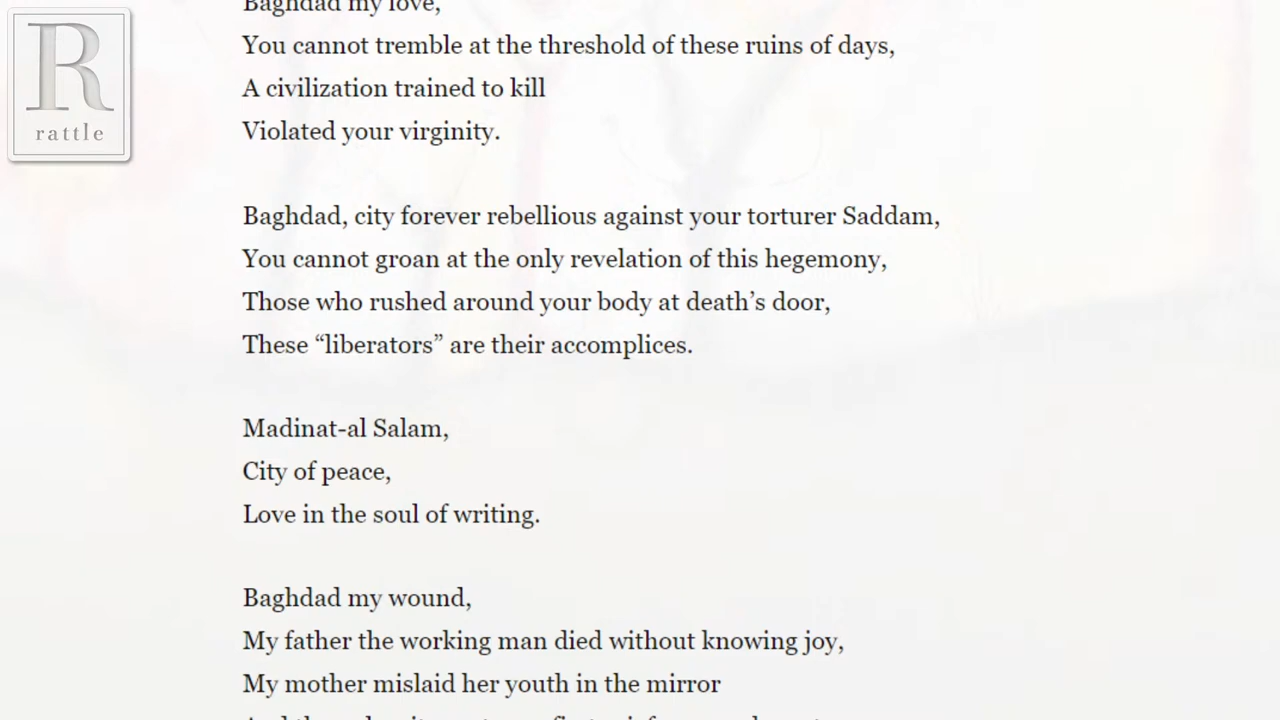 R
rattle
Baghdad my love,
You cannot tremble at the threshold of these ruins of days,
A civilization trained to kill
Violated your virginity.
Baghdad, city forever rebellious against your torturer Saddam,
You cannot groan at the only revelation of this hegemony,
Those who rushed around your body at death’s door,
These “liberators” are their accomplices.
Madinat-al Salam,
City of peace,
Love in the soul of writing.
Baghdad my wound,
My father the working man died without knowing joy,
My mother mislaid her youth in the mirror